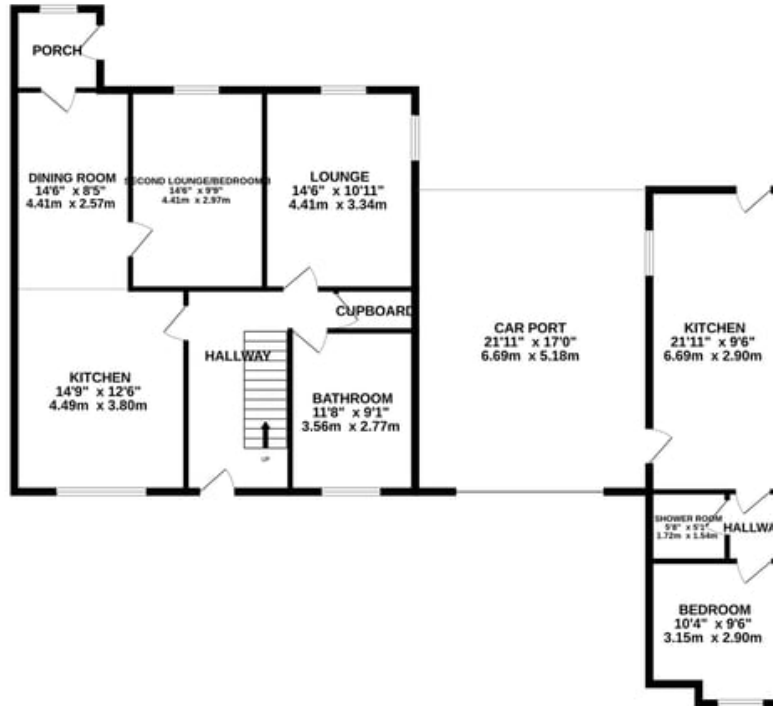 PORCH
DINING ROOM
14'6" x 8'5"
4.41m x 2.57m
SECOND LOUNGE/BEDROOM
14'6" x 9'9"
4.41m x 2.97m
LOUNGE
14'6" x 10'11"
4.41m x 3.34m
CUPBOARD
HALLWAY
KITCHEN
14'9" x 12'6"
4.49m x 3.80m
BATHROOM
11'8" x 9'1"
3.56m x 2.77m
UP
CAR PORT
21'11" x 17'0"
6.69m x 5.18m
KITCHEN
21'11" x 9'6"
6.69m x 2.90m
SHOWER ROOM
5'8" x 5'1"
1.72m x 1.54m
HALLWA
BEDROOM
10'4" x 9'6"
3.15m x 2.90m